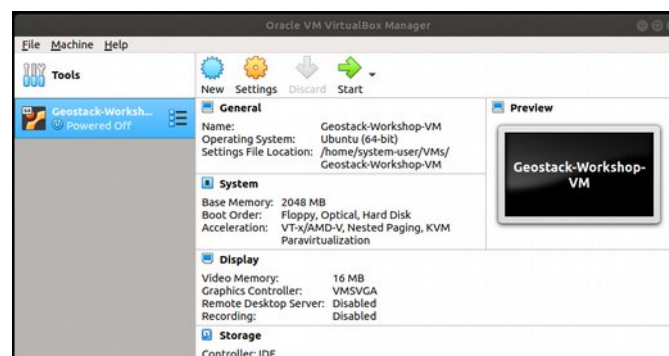 Oracle VM VirtualBox Manager
File Machine Help
Tools
New Settings Discard Start
Geostack-Worksh...
Powered Off
General
Name: Geostack-Workshop-VM
Operating System: Ubuntu (64-bit)
Settings File Location: /home/system-user/VMs/
Geostack-Workshop-VM
Preview
Geostack-Workshop-
VM
System
Base Memory: 2048 MB
Boot Order: Floppy, Optical, Hard Disk
Acceleration: VT-x/AMD-V, Nested Paging, KVM
Paravirtualization
Display
Video Memory: 16 MB
Graphics Controller: VMSVGA
Remote Desktop Server: Disabled
Recording: Disabled
Storage
Controller: IDE